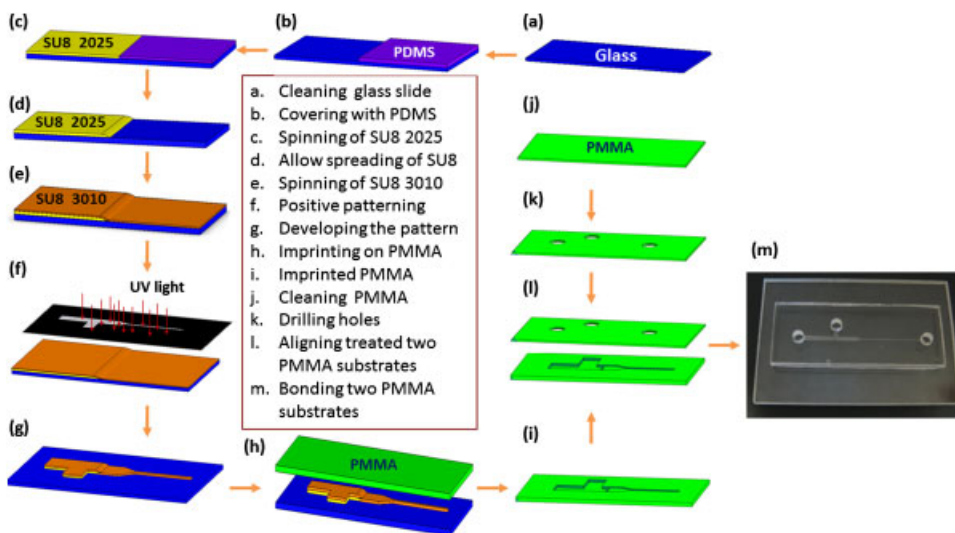 (c)
(b)
(a)
SU8 2025
PDMS
Glass
(d)
SU8 2025
(e)
SU8 3010
(f)
UV light
(g)
(h)
PMMA
a. Cleaning glass slide
b. Covering with PDMS
c. Spinning of SU8 2025
d. Allow spreading of SU8
e. Spinning of SU8 3010
f. Positive patterning
g. Developing the pattern
h. Imprinting on PMMA
i. Imprinted PMMA
j. Cleaning PMMA
k. Drilling holes
l. Aligning treated two
PMMA substrates
m. Bonding two PMMA
substrates
(j)
PMMA
(k)
(l)
(i)
(m)